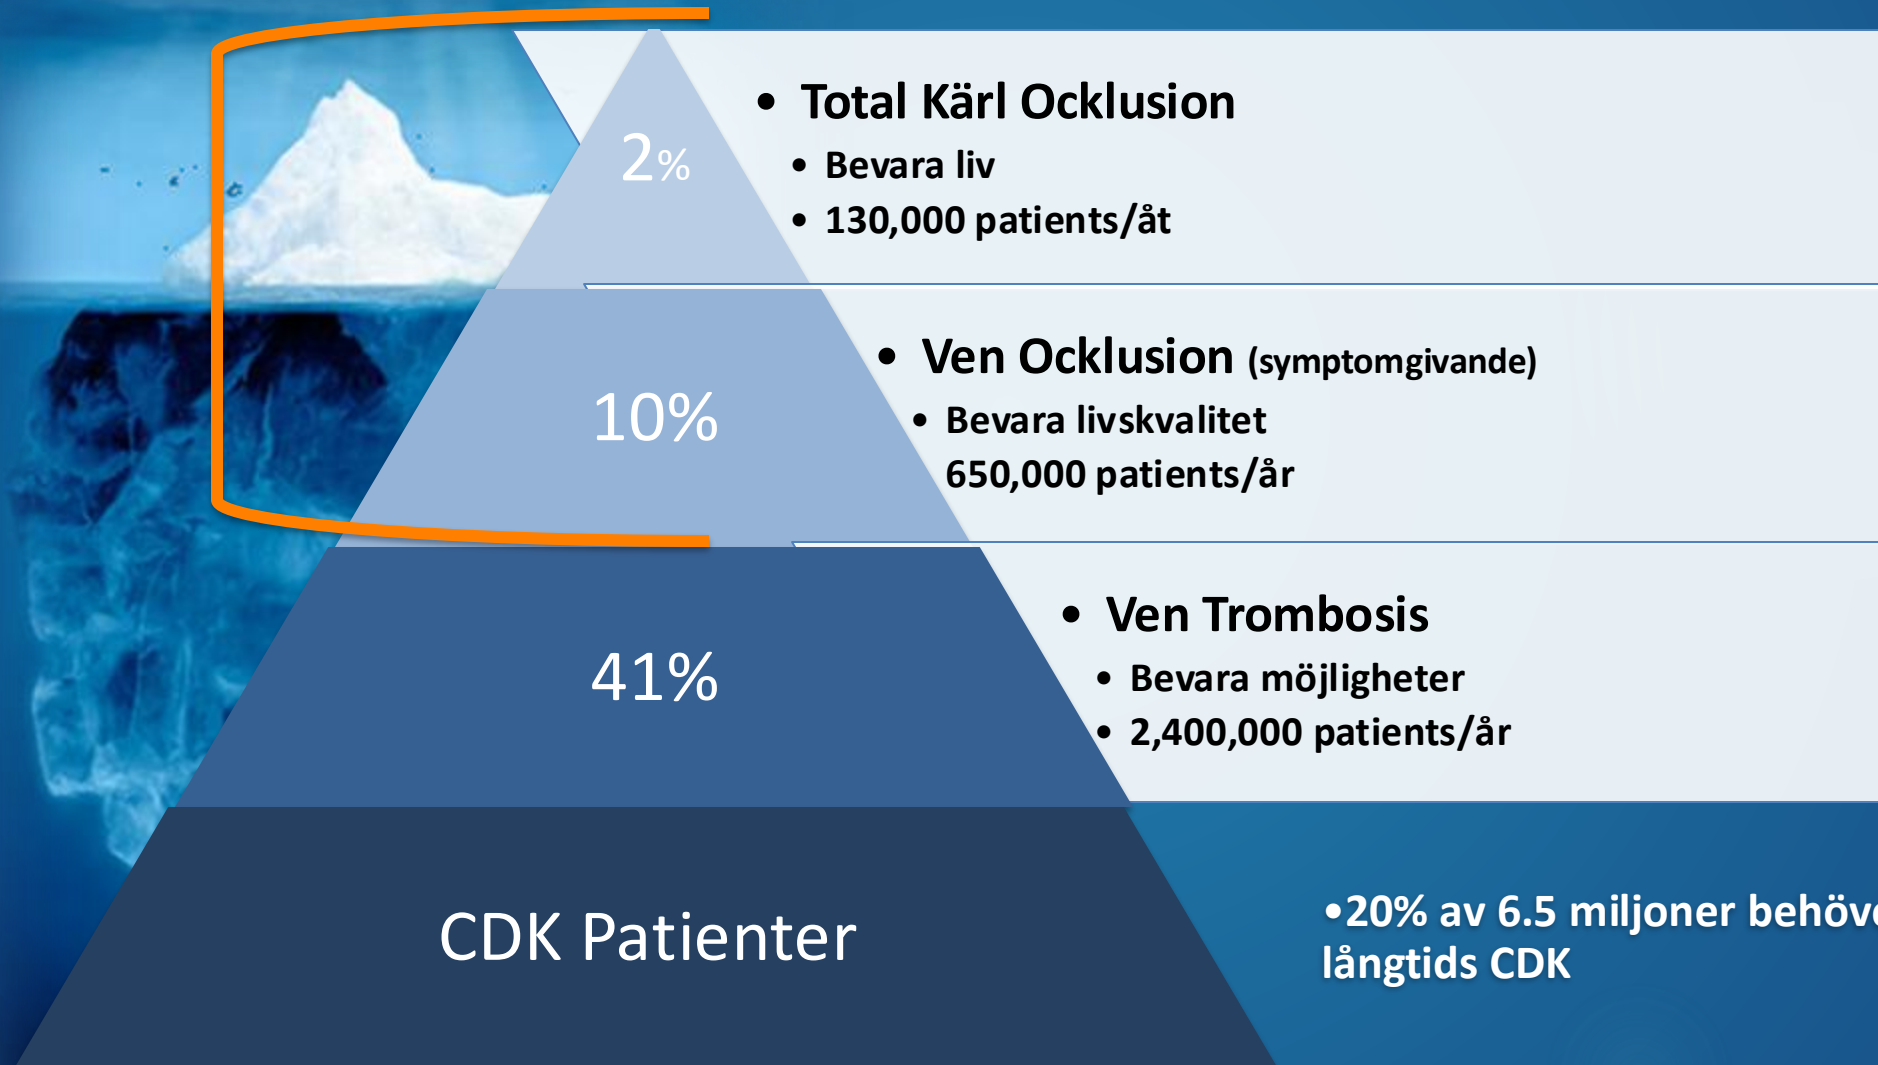 2%
• Total Kärl Ocklusion
• Bevara liv
• 130,000 patients/åt
10%
• Ven Ocklusion (symptomgivande)
• Bevara livskvalitet
650,000 patients/år
41%
• Ven Trombosis
• Bevara möjligheter
• 2,400,000 patients/år
CDK Patienter
•20% av 6.5 miljoner
långtids CDK